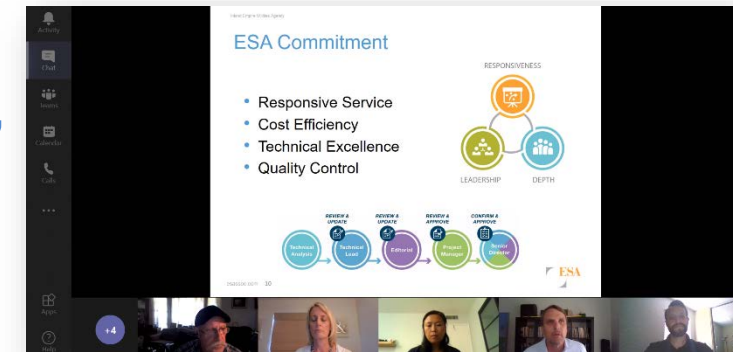 Activity
Chat
Teams
Calendar
Calls
Apps
Help
ESA Commitment
• Responsive Service
• Cost Efficiency
• Technical Excellence
• Quality Control
RESPONSIVENESS
LEADERSHIP
DEPTH
REVIEW &
UPDATE
REVIEW &
UPDATE
REVIEW &
APPROVE
CONFIRM &
APPROVE
Technical
Analysis
Technical
Lead
Editorial
Project
Manager
Senior
Director
10
ESA
+4